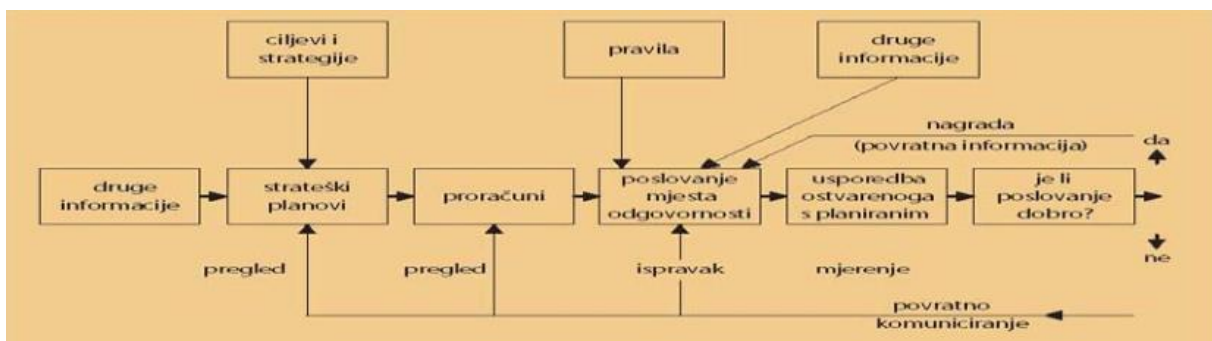 ciljevi i
strategije
pravila
druge
informacije
nagrada
(povratna informacija)
da
druge
informacije
strateški
planovi
proračuni
poslovanje
mjesta
odgovornosti
usporedba
ostvarenoga
s planiranim
je li
poslovanje
dobro?
ne
pregled
pregled
ispravak
mjerenje
povratno
komuniciranje